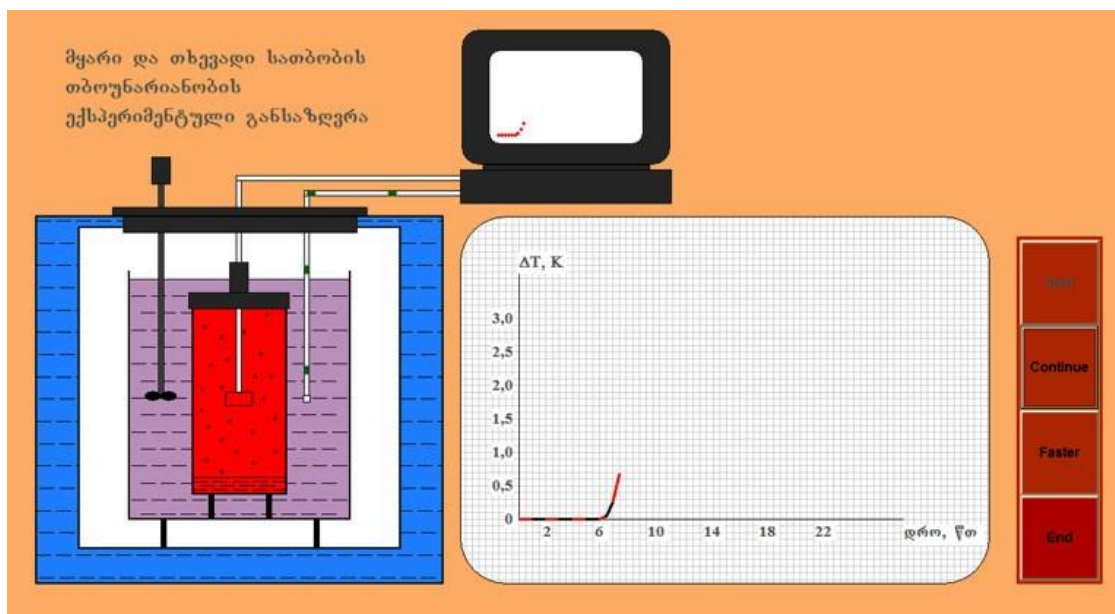 მყარი და თხევადი სათბობის
თბოუნარიანობის
ექსპერიმენტული განსაზღვრა
ΔT, K
3,0
2,5
2,0
1,5
1,0
0,5
0
2 6 10 14 18 22
დრო, წთ
Start
Continue
Faster
End